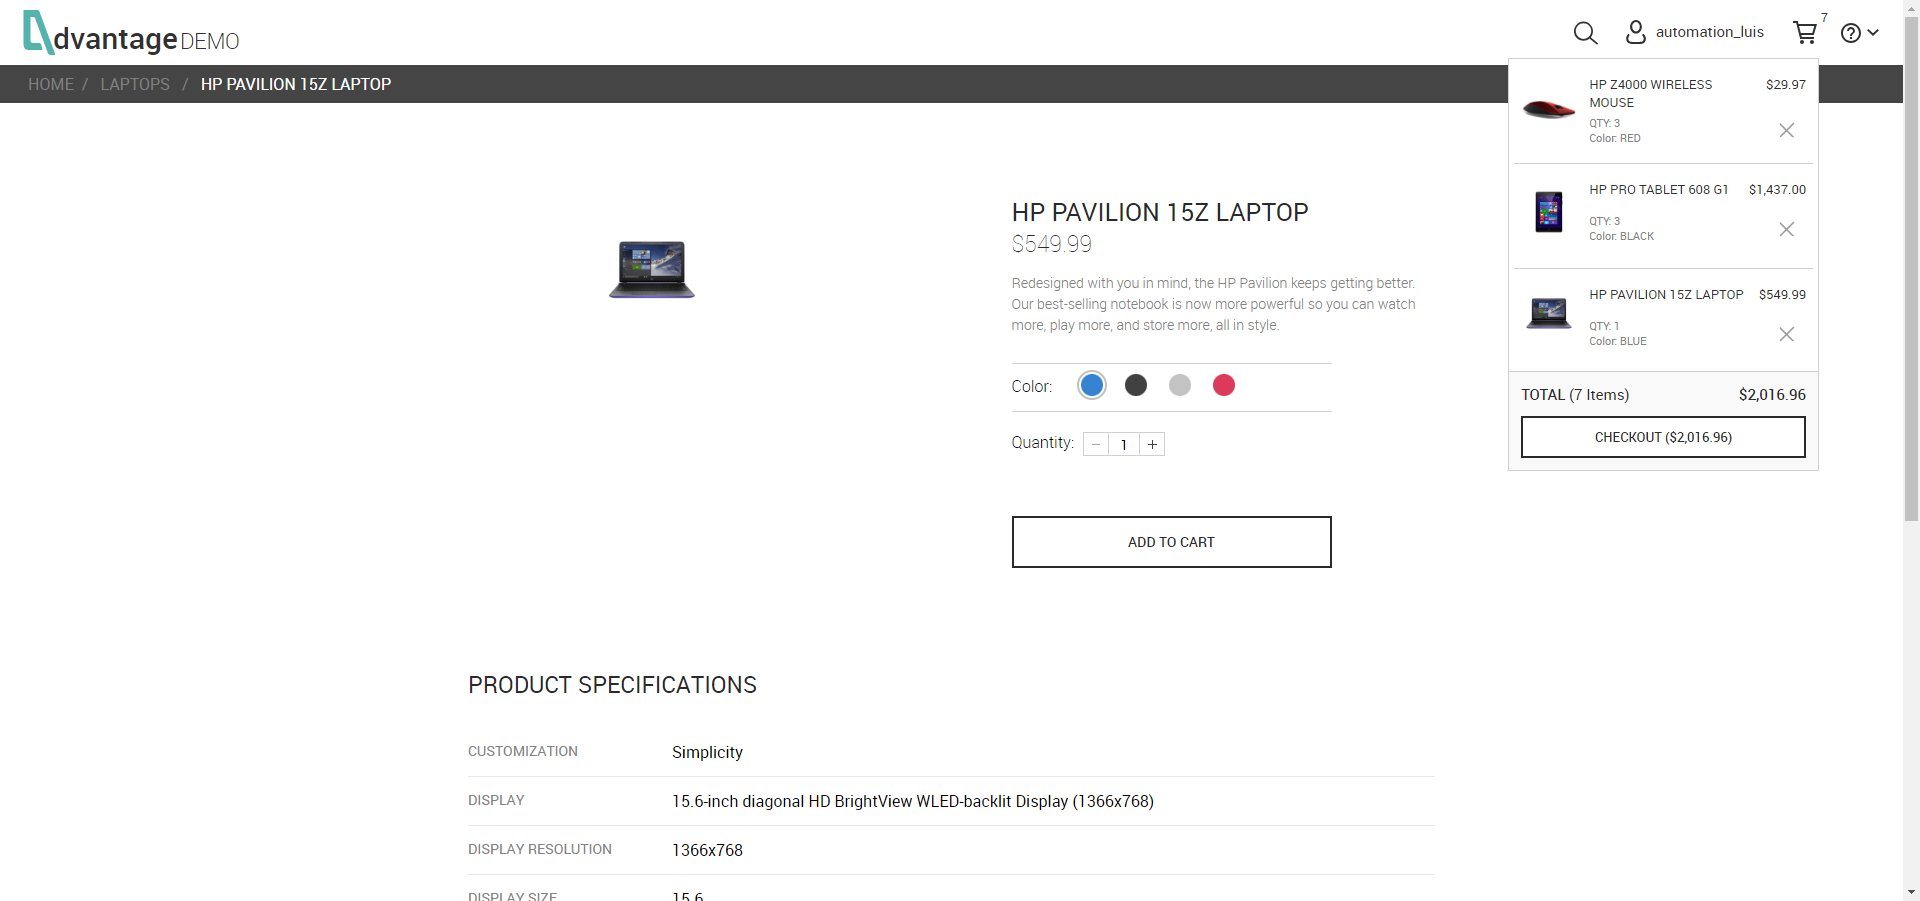 dvantage DEMO
automation_luis
7
HOME / LAPTOPS / HP PAVILION 15Z LAPTOP
HP Z4000 WIRELESS MOUSE $29.97
QTY: 3
Color: RED
HP PRO TABLET 608 G1 $1,437.00
QTY: 3
Color: BLACK
HP PAVILION 15Z LAPTOP $549.99
QTY: 1
Color: BLUE
TOTAL (7 Items) $2,016.96
CHECKOUT ($2,016.96)
HP PAVILION 15Z LAPTOP
$549.99
Redesigned with you in mind, the HP Pavilion keeps getting better.
Our best-selling notebook is now more powerful so you can watch
more, play more, and store more, all in style.
Color:
Quantity: − 1 +
ADD TO CART
PRODUCT SPECIFICATIONS
CUSTOMIZATION Simplicity
DISPLAY 15.6-inch diagonal HD BrightView WLED-backlit Display (1366x768)
DISPLAY RESOLUTION 1366x768
DISPLAY SIZE 15.6